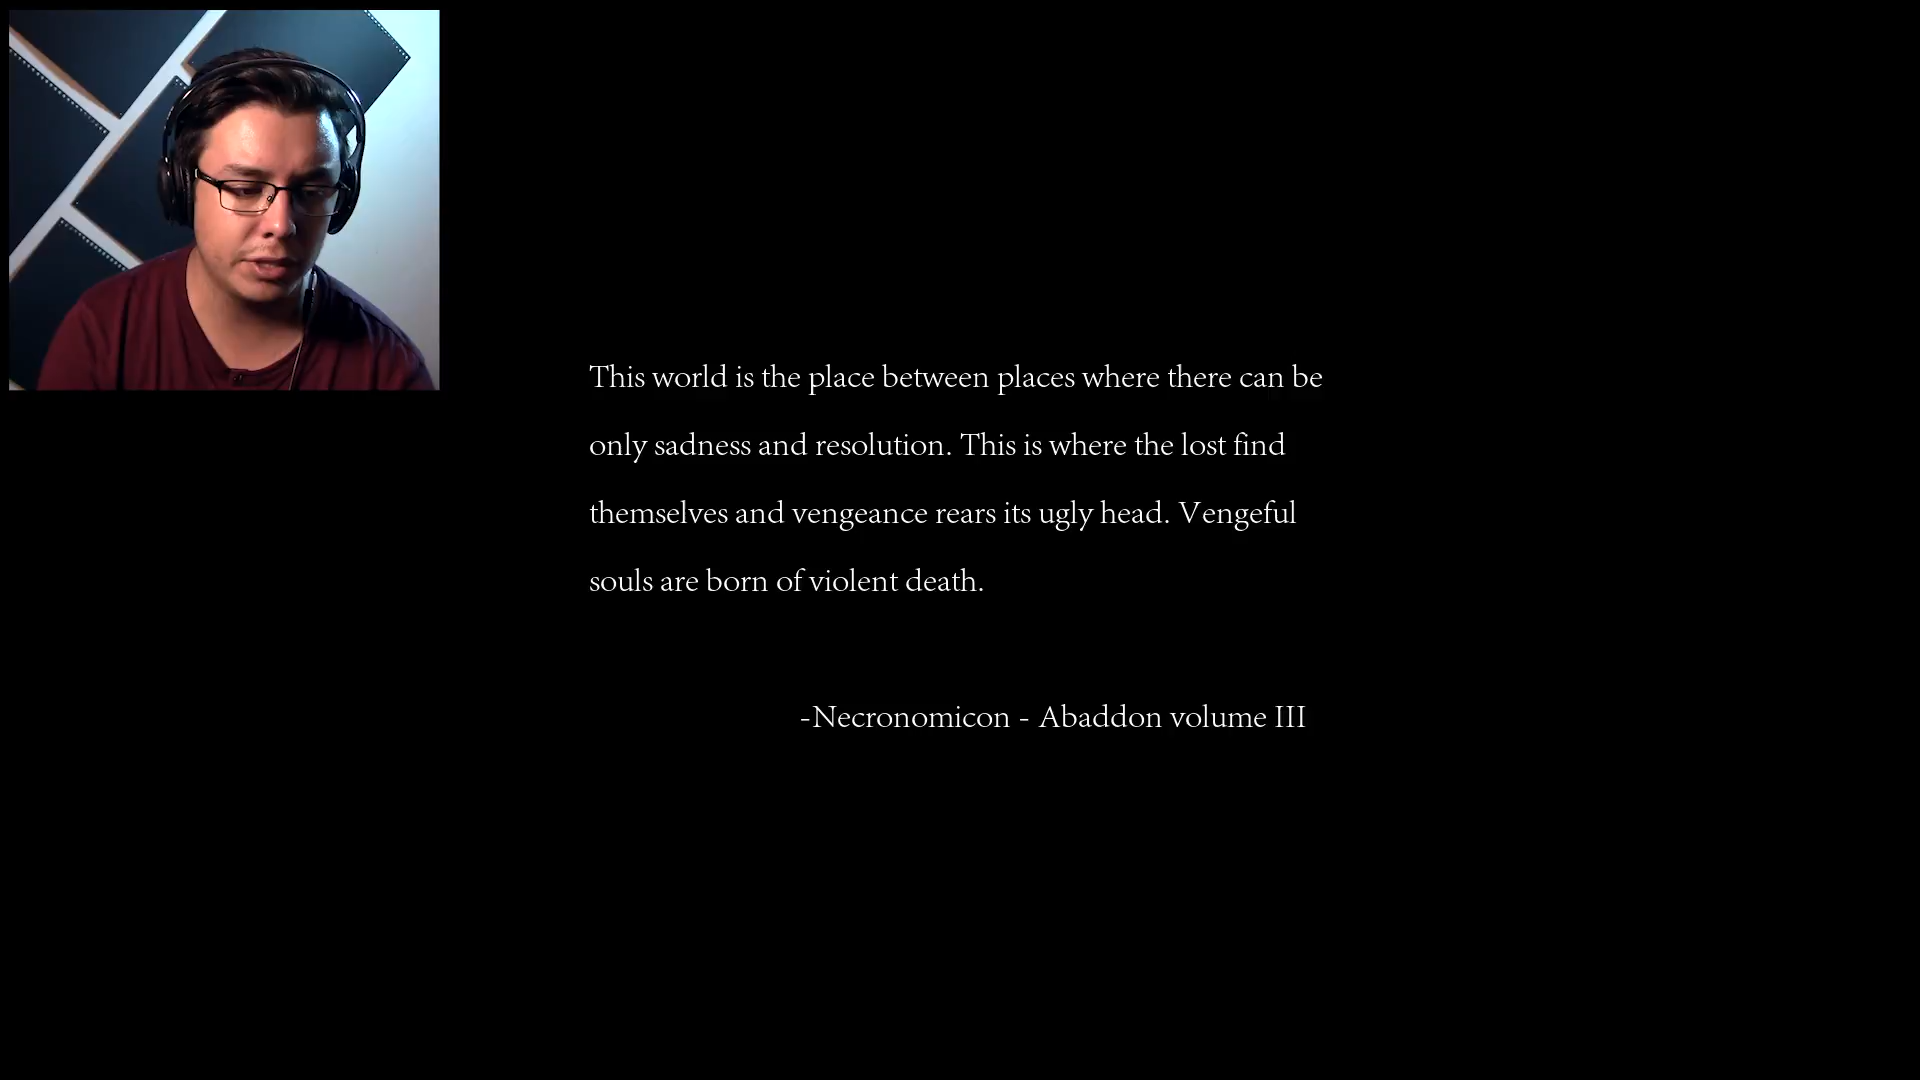 This world is the place between places where there can be
only sadness and resolution. This is where the lost find
themselves and vengeance rears its ugly head. Vengeful
souls are born of violent death.
-Necronomicon - Abaddon volume III